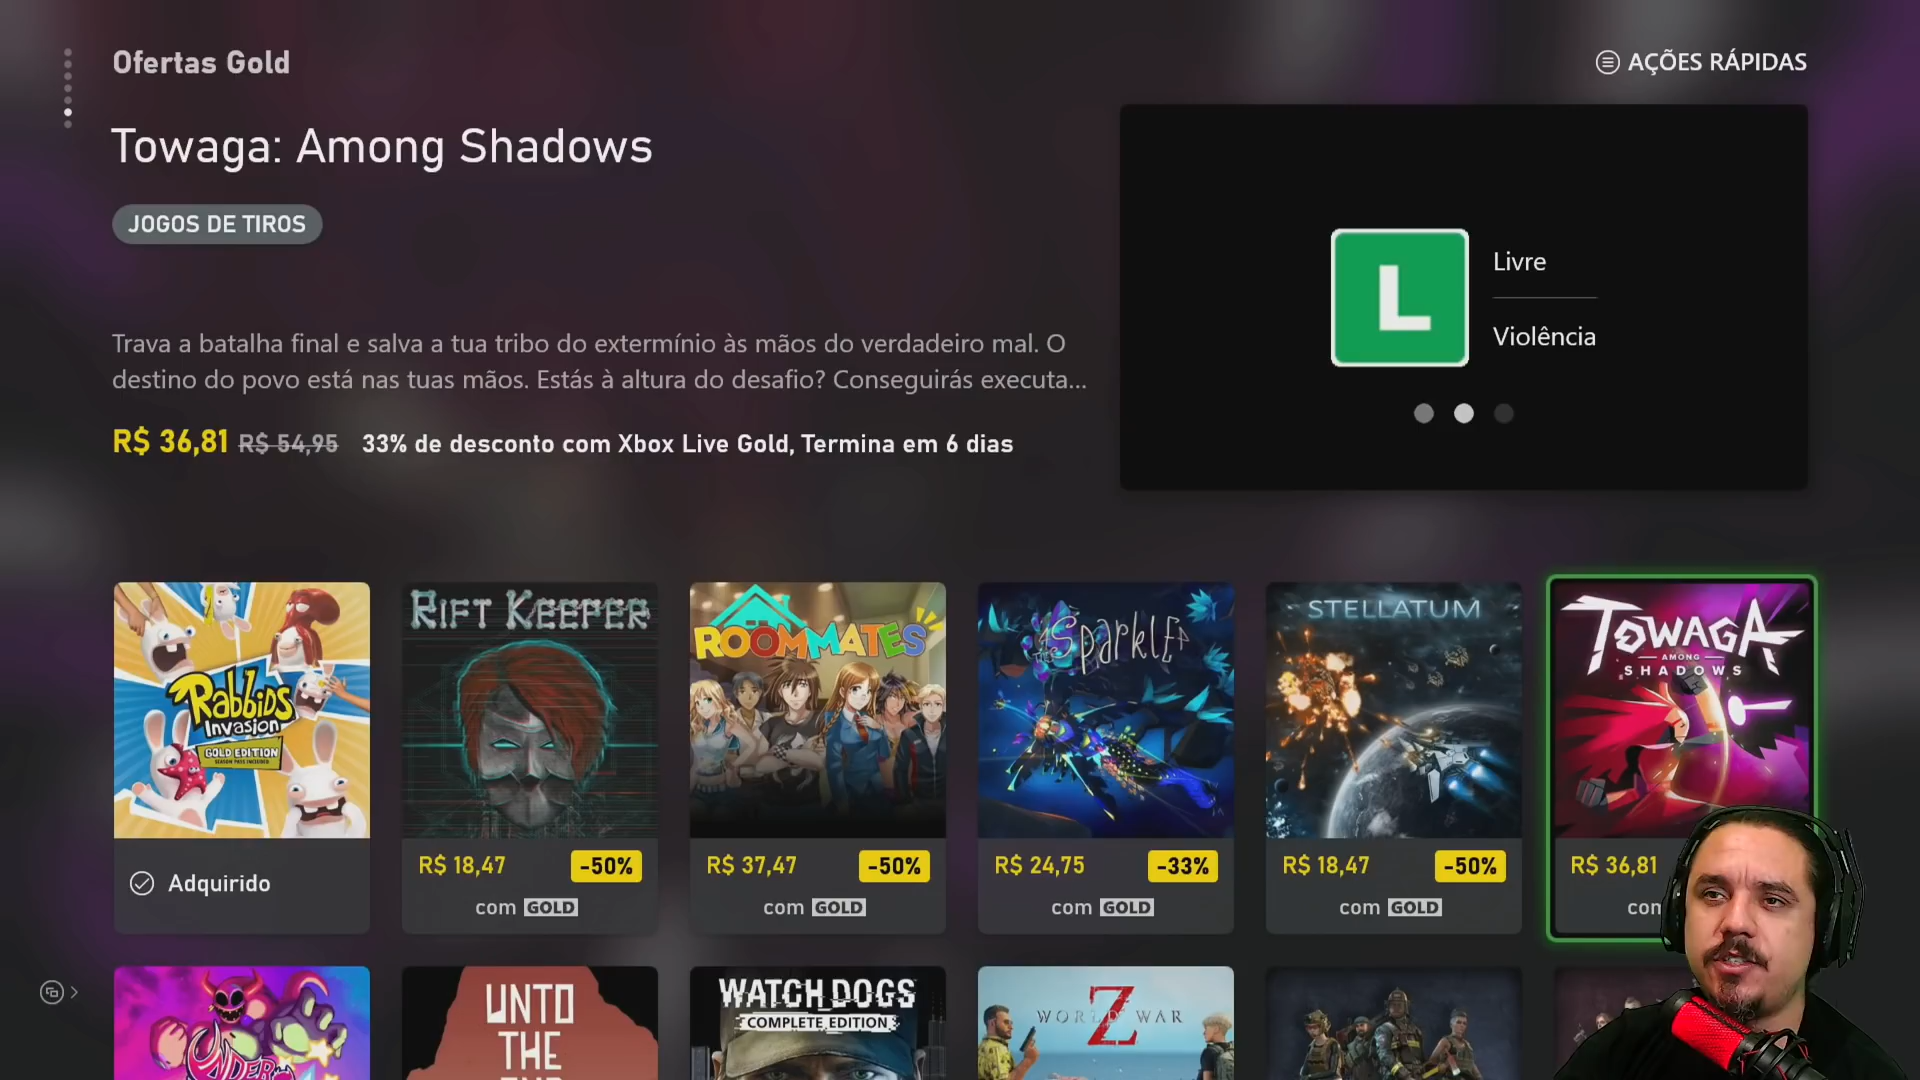 Ofertas Gold
AÇÕES RÁPIDAS
Towaga: Among Shadows
JOGOS DE TIROS
L
Livre
Violência
Trava a batalha final e salva a tua tribo do extermínio às mãos do verdadeiro mal. O
destino do povo está nas tuas mãos. Estás à altura do desafio? Conseguirás executa...
R$ 36,81 R$ 54,95 33% de desconto com Xbox Live Gold, Termina em 6 dias
Rabbids
Invasion
GOLD EDITION
SEASON PASS INCLUDED
Adquirido
RIFT KEEPER
R$ 18,47 -50%
com GOLD
ROOMMATES
R$ 37,47 -50%
com GOLD
Sparkle
R$ 24,75 -33%
com GOLD
STELLATUM
R$ 18,47 -50%
com GOLD
TOWAGA
AMONG
SHADOWS
R$ 36,81
com
UNTO
THE
WATCH DOGS
COMPLETE EDITION
WORLD WAR Z